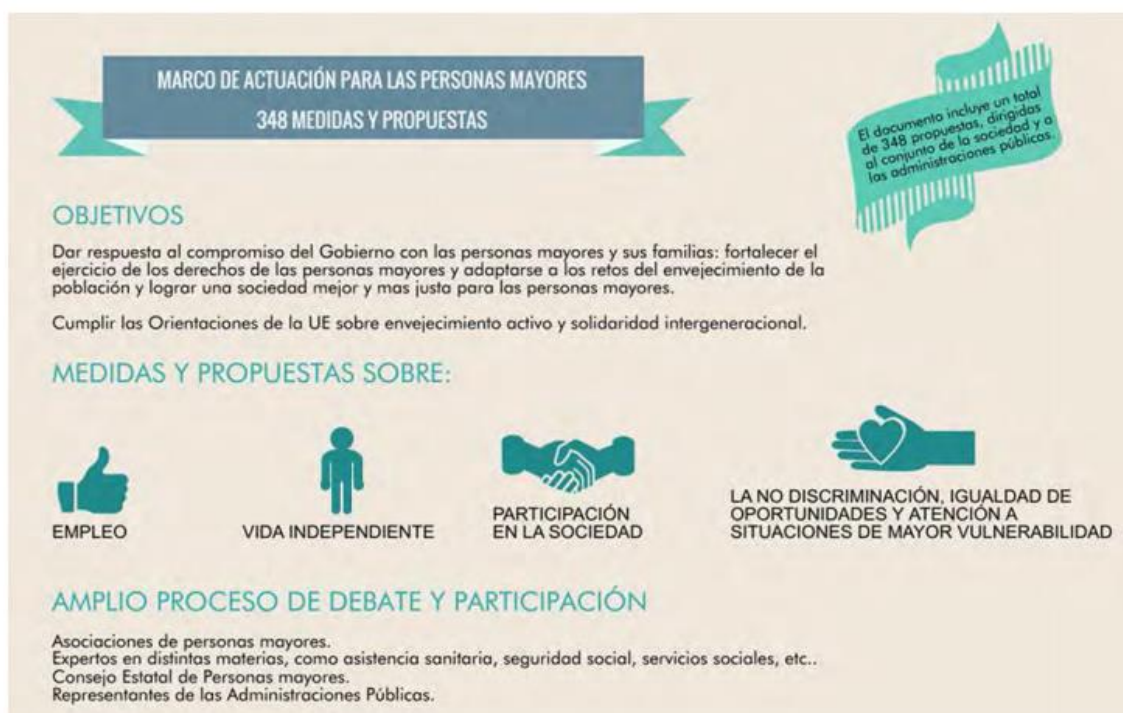 MARCO DE ACTUACIÓN PARA LAS PERSONAS MAYORES
348 MEDIDAS Y PROPUESTAS
El documento incluye un total
de 348 propuestas, dirigidas
al conjunto de la sociedad y a
las administraciones públicas.
OBJETIVOS
Dar respuesta al compromiso del Gobierno con las personas mayores y sus familias: fortalecer el
ejercicio de los derechos de las personas mayores y adaptarse a los retos del envejecimiento de la
población y lograr una sociedad mejor y mas justa para las personas mayores.
Cumplir las Orientaciones de la UE sobre envejecimiento activo y solidaridad intergeneracional.
MEDIDAS Y PROPUESTAS SOBRE:
EMPLEO
VIDA INDEPENDIENTE
PARTICIPACIÓN
EN LA SOCIEDAD
LA NO DISCRIMINACIÓN, IGUALDAD DE
OPORTUNIDADES Y ATENCIÓN A
SITUACIONES DE MAYOR VULNERABILIDAD
AMPLIO PROCESO DE DEBATE Y PARTICIPACIÓN
Asociaciones de personas mayores.
Expertos en distintas materias, como asistencia sanitaria, seguridad social, servicios sociales, etc..
Consejo Estatal de Personas mayores.
Representantes de las Administraciones Públicas.